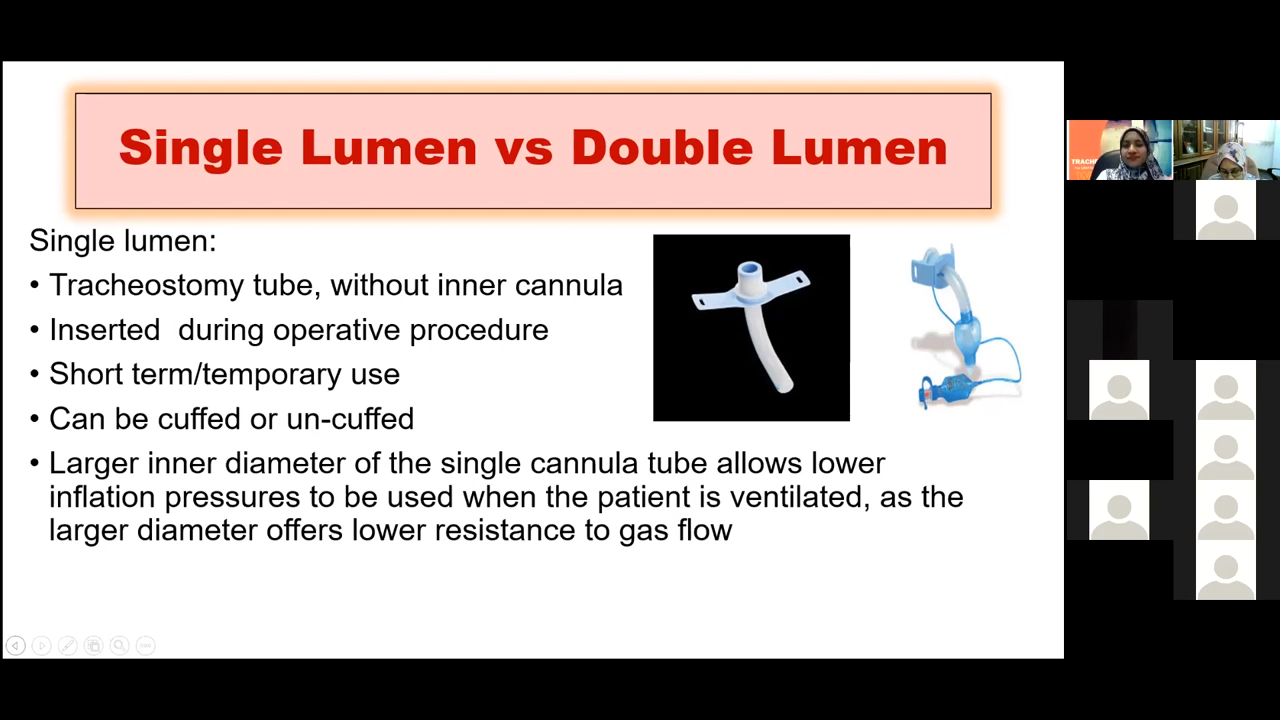 Single Lumen vs Double Lumen
Single lumen:
• Tracheostomy tube, without inner cannula
• Inserted  during operative procedure
• Short term/temporary use
• Can be cuffed or un-cuffed
• Larger inner diameter of the single cannula tube allows lower
inflation pressures to be used when the patient is ventilated, as the
larger diameter offers lower resistance to gas flow